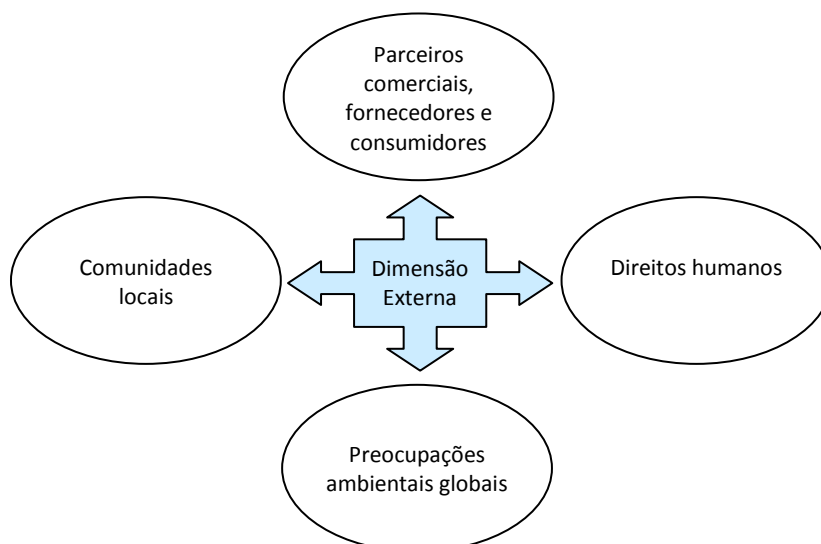 Parceiros
comerciais,
fornecedores e
consumidores
Comunidades
locais
Dimensão
Externa
Direitos humanos
Preocupações
ambientais globais